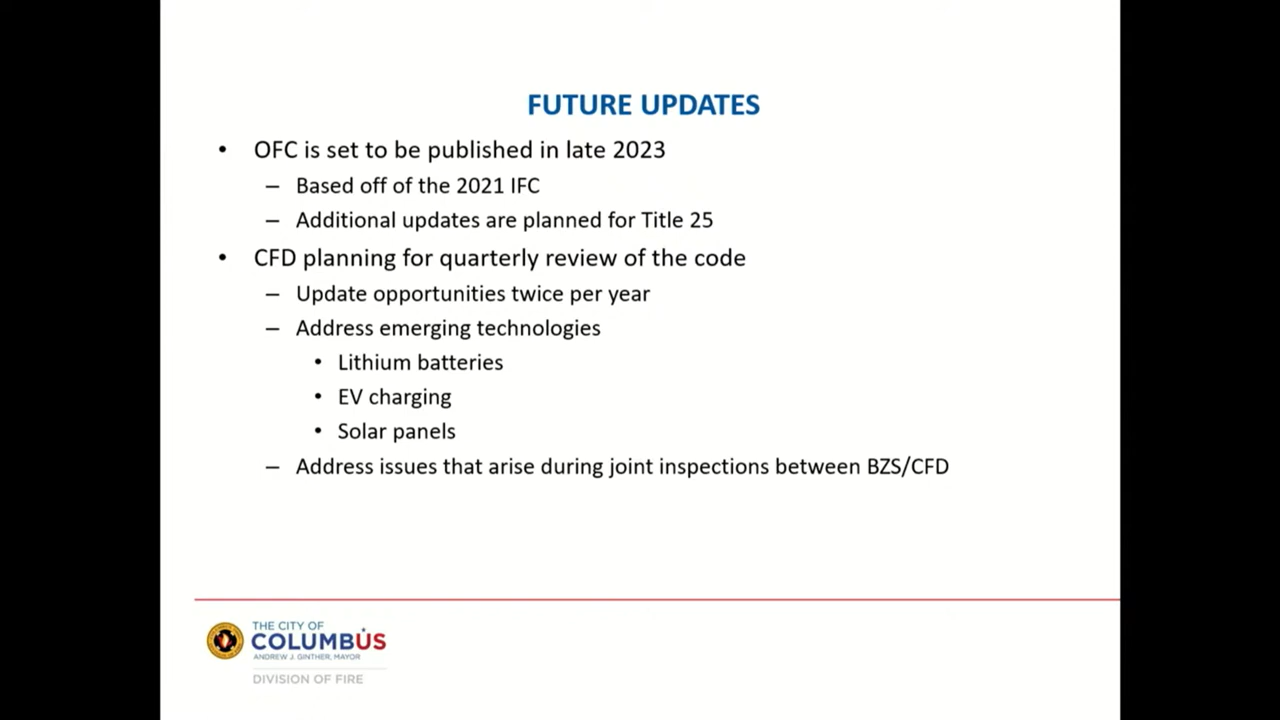 FUTURE UPDATES
• OFC is set to be published in late 2023
– Based off of the 2021 IFC
– Additional updates are planned for Title 25
• CFD planning for quarterly review of the code
– Update opportunities twice per year
– Address emerging technologies
• Lithium batteries
• EV charging
• Solar panels
– Address issues that arise during joint inspections between BZS/CFD
THE CITY OF
COLUMBUS
ANDREW J. GINTHER, MAYOR
DIVISION OF FIRE